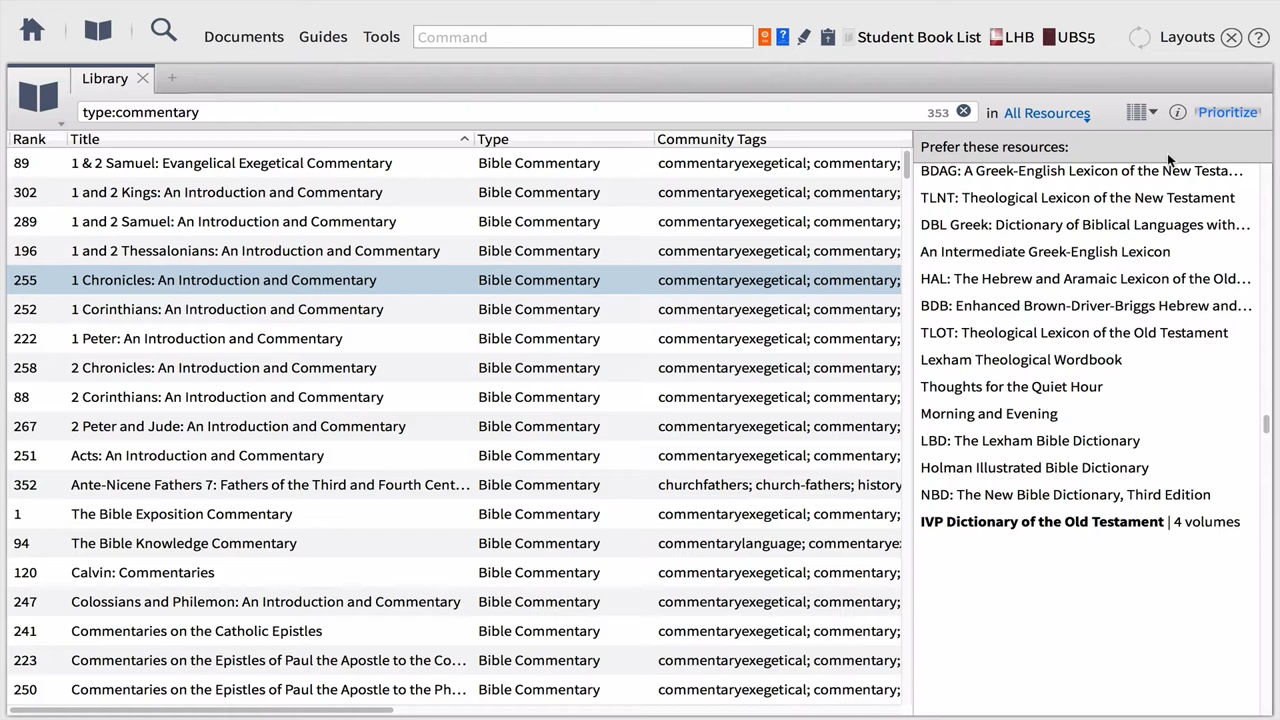 Documents Guides Tools Command Student Book List LHB UBS5 Layouts
Library
type:commentary 353 in All Resources Prioritize
Rank Title Type Community Tags
89 1 & 2 Samuel: Evangelical Exegetical Commentary Bible Commentary commentaryexegetical; commentary;
302 1 and 2 Kings: An Introduction and Commentary Bible Commentary commentaryexegetical; commentary;
289 1 and 2 Samuel: An Introduction and Commentary Bible Commentary commentaryexegetical; commentary;
196 1 and 2 Thessalonians: An Introduction and Commentary Bible Commentary commentaryexegetical; commentary;
255 1 Chronicles: An Introduction and Commentary Bible Commentary commentaryexegetical; commentary;
252 1 Corinthians: An Introduction and Commentary Bible Commentary commentaryexegetical; commentary;
222 1 Peter: An Introduction and Commentary Bible Commentary commentaryexegetical; commentary;
258 2 Chronicles: An Introduction and Commentary Bible Commentary commentaryexegetical; commentary;
88 2 Corinthians: An Introduction and Commentary Bible Commentary commentaryexegetical; commentary;
267 2 Peter and Jude: An Introduction and Commentary Bible Commentary commentaryexegetical; commentary;
251 Acts: An Introduction and Commentary Bible Commentary commentaryexegetical; commentary;
352 Ante-Nicene Fathers 7: Fathers of the Third and Fourth Cent... Bible Commentary churchfathers; church-fathers; history
1 The Bible Exposition Commentary Bible Commentary commentaryexegetical; commentary;
94 The Bible Knowledge Commentary Bible Commentary commentarylanguage; commentaryex
120 Calvin: Commentaries Bible Commentary commentaryexegetical; commentary;
247 Colossians and Philemon: An Introduction and Commentary Bible Commentary commentaryexegetical; commentary;
241 Commentaries on the Catholic Epistles Bible Commentary commentaryexegetical; commentary;
223 Commentaries on the Epistles of Paul the Apostle to the Co... Bible Commentary commentaryexegetical; commentary;
250 Commentaries on the Epistles of Paul the Apostle to the Ph... Bible Commentary commentaryexegetical; commentary;
Prefer these resources:
BDAG: A Greek-English Lexicon of the New Testa...
TLNT: Theological Lexicon of the New Testament
DBL Greek: Dictionary of Biblical Languages with...
An Intermediate Greek-English Lexicon
HAL: The Hebrew and Aramaic Lexicon of the Old...
BDB: Enhanced Brown-Driver-Briggs Hebrew and...
TLOT: Theological Lexicon of the Old Testament
Lexham Theological Wordbook
Thoughts for the Quiet Hour
Morning and Evening
LBD: The Lexham Bible Dictionary
Holman Illustrated Bible Dictionary
NBD: The New Bible Dictionary, Third Edition
IVP Dictionary of the Old Testament | 4 volumes